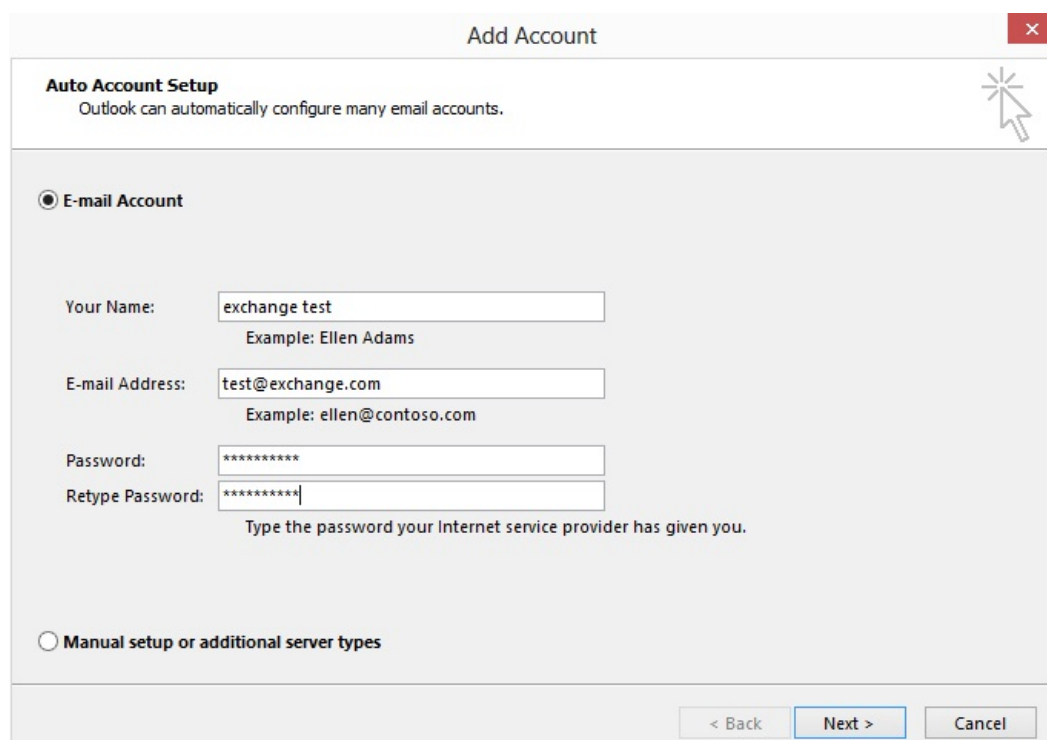 Add Account
Auto Account Setup
Outlook can automatically configure many email accounts.
E-mail Account
Your Name: exchange test
Example: Ellen Adams
E-mail Address: test@exchange.com
Example: ellen@contoso.com
Password: **********
Retype Password: **********
Type the password your Internet service provider has given you.
Manual setup or additional server types
< Back Next > Cancel